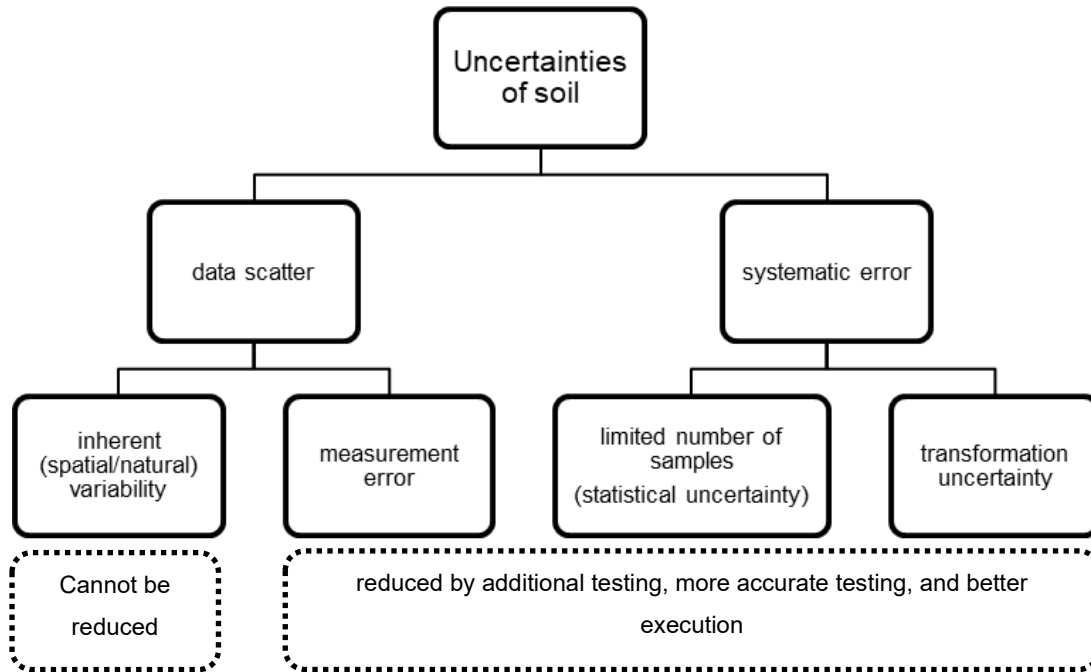 Uncertainties
of soil
data scatter
systematic error
inherent
(spatial/natural)
variability
measurement
error
limited number of
samples
(statistical uncertainty)
transformation
uncertainty
Cannot be
reduced
reduced by additional testing, more accurate testing, and better
execution